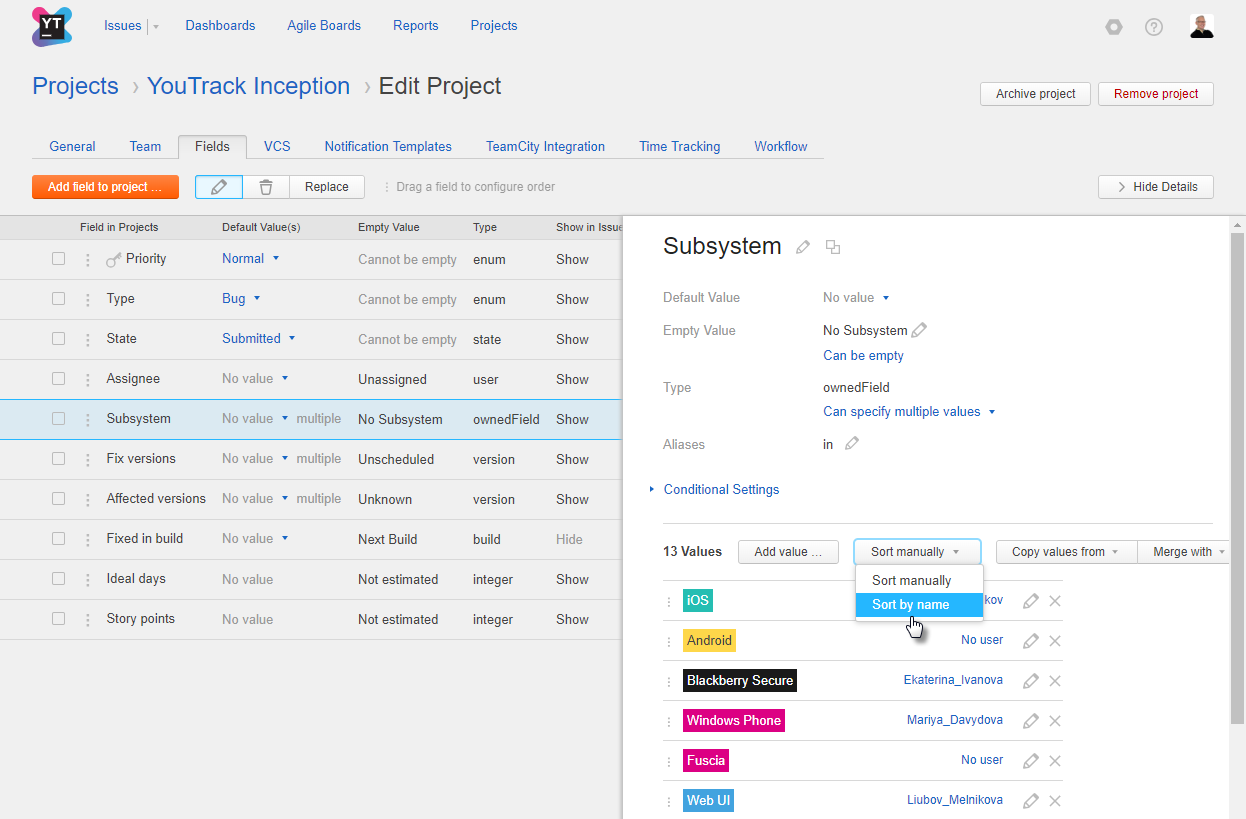 YT
Issues Dashboards Agile Boards Reports Projects
Projects › YouTrack Inception › Edit Project
Archive project Remove project
General Team Fields VCS Notification Templates TeamCity Integration Time Tracking Workflow
Add field to project ... Replace Drag a field to configure order Hide Details
Field in Projects Default Value(s) Empty Value Type Show in Issue
Priority Normal Cannot be empty enum Show
Type Bug Cannot be empty enum Show
State Submitted Cannot be empty state Show
Assignee No value Unassigned user Show
Subsystem No value multiple No Subsystem ownedField Show
Fix versions No value multiple Unscheduled version Show
Affected versions No value multiple Unknown version Show
Fixed in build No value Next Build build Hide
Ideal days No value Not estimated integer Show
Story points No value Not estimated integer Show
Subsystem
Default Value No value
Empty Value No Subsystem
Can be empty
Type ownedField
Can specify multiple values
Aliases in
Conditional Settings
13 Values Add value ... Sort manually Copy values from Merge with
Sort manually
Sort by name
iOS kov
Android No user
Blackberry Secure Ekaterina_Ivanova
Windows Phone Mariya_Davydova
Fuscia No user
Web UI Liubov_Melnikova